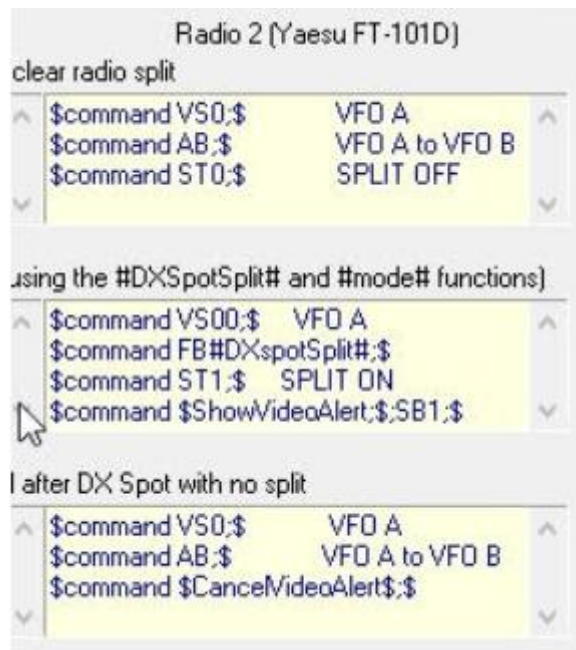 Radio 2 (Yaesu FT-101D)
clear radio split
$command VS0;$ VFO A
$command AB;$ VFO A to VFO B
$command ST0;$ SPLIT OFF
using the #DXSpotSplit# and #mode# functions)
$command VS00;$ VFO A
$command FB#DXspotSplit#;$
$command ST1;$ SPLIT ON
$command $ShowVideoAlert;$;SB1;$
after DX Spot with no split
$command VS0;$ VFO A
$command AB;$ VFO A to VFO B
$command $CancelVideoAlert$;$